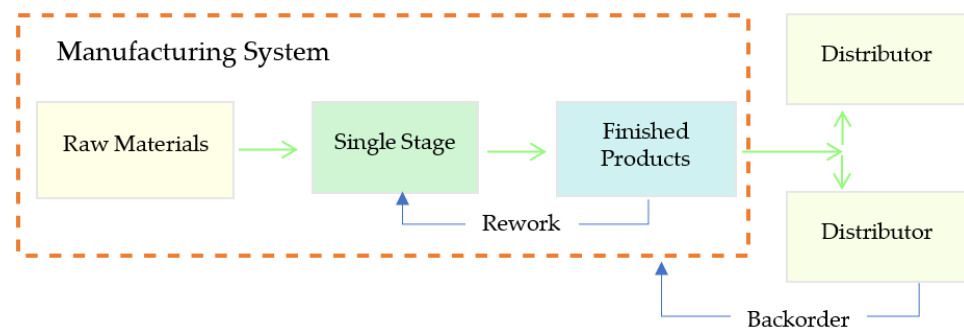 Manufacturing System
Distributor
Raw Materials
Single Stage
Finished
Products
Rework
Distributor
Backorder